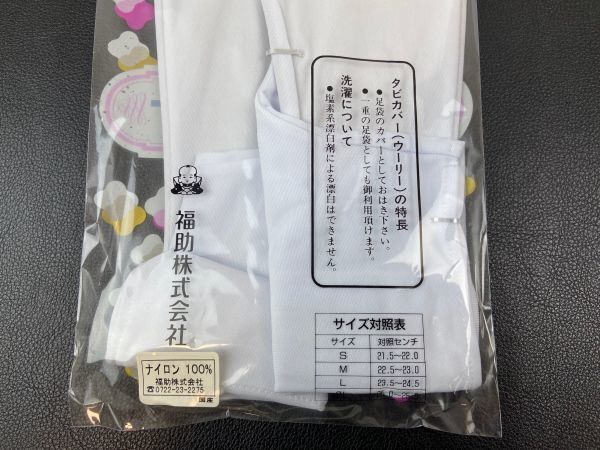 タビカバー(ウーリー)の特長
●足袋のカバーとしておはき下さい。
●一重の足袋としても御利用頂けます。
洗濯について
●塩素系漂白剤による漂白はできません。
福助株式会社
サイズ対照表
サイズ 対照センチ
S 21.5~22.0
M 22.5~23.0
L 23.5~24.5
ナイロン 100%
福助株式会社
☎0722-23-2275
国産